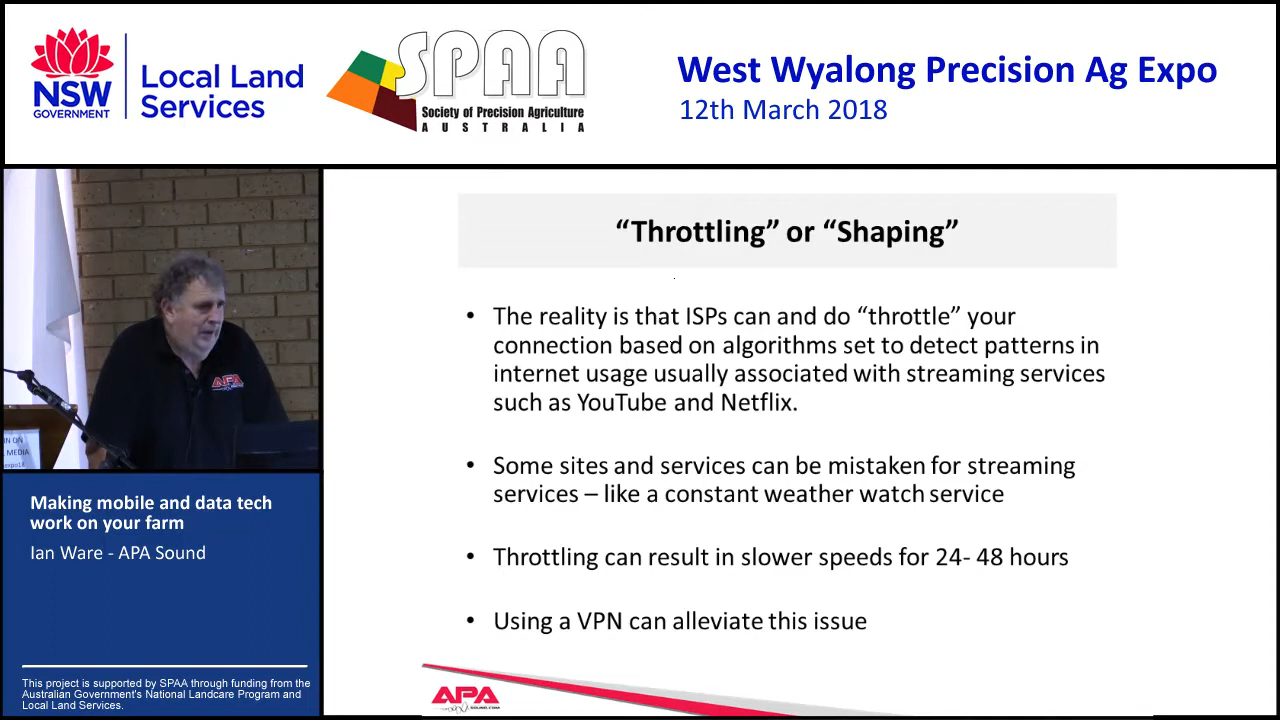 NSW
GOVERNMENT
Local Land
Services
SPAA
Society of Precision Agriculture
AUSTRALIA
West Wyalong Precision Ag Expo
12th March 2018
APA
IN ON
MEDIA
Making mobile and data tech
work on your farm
Ian Ware - APA Sound
This project is supported by SPAA through funding from the
Australian Government's National Landcare Program and
Local Land Services.
“Throttling” or “Shaping”
• The reality is that ISPs can and do “throttle” your
connection based on algorithms set to detect patterns in
internet usage usually associated with streaming services
such as YouTube and Netflix.
• Some sites and services can be mistaken for streaming
services – like a constant weather watch service
• Throttling can result in slower speeds for 24- 48 hours
• Using a VPN can alleviate this issue
APA
SOUND.COM